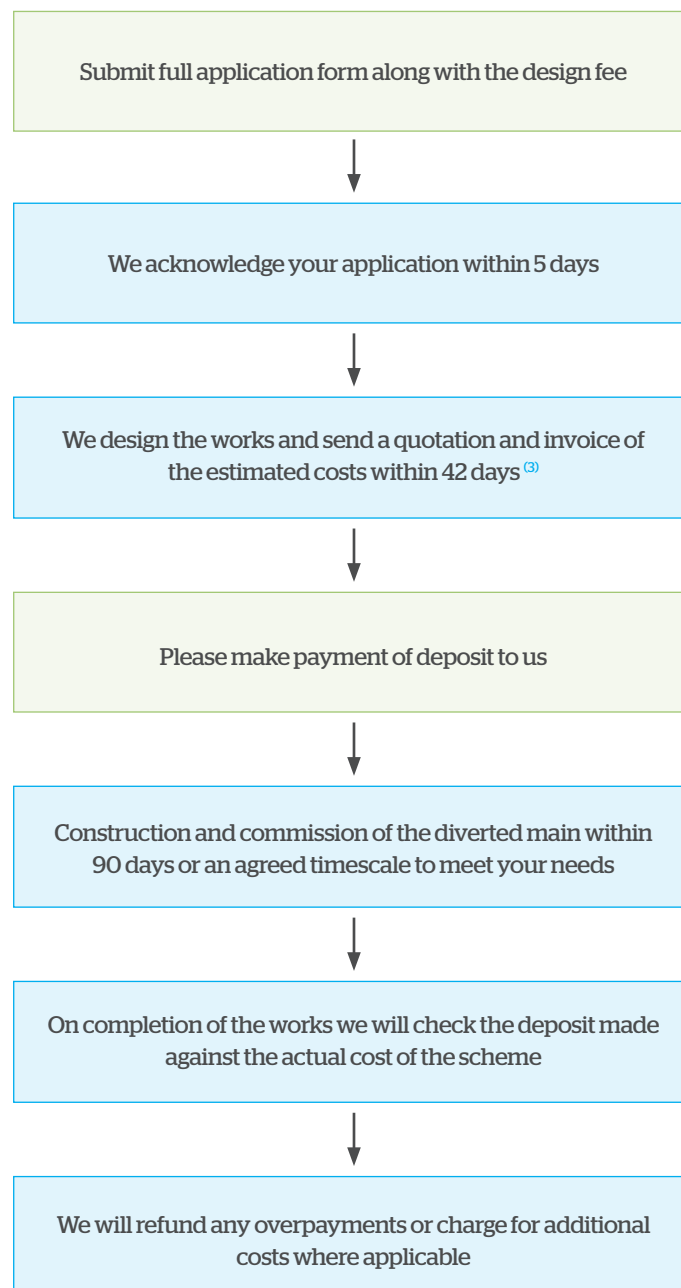 Submit full application form along with the design fee
We acknowledge your application within 5 days
We design the works and send a quotation and invoice of
the estimated costs within 42 days (3)
Please make payment of deposit to us
Construction and commission of the diverted main within
90 days or an agreed timescale to meet your needs
On completion of the works we will check the deposit made
against the actual cost of the scheme
We will refund any overpayments or charge for additional
costs where applicable